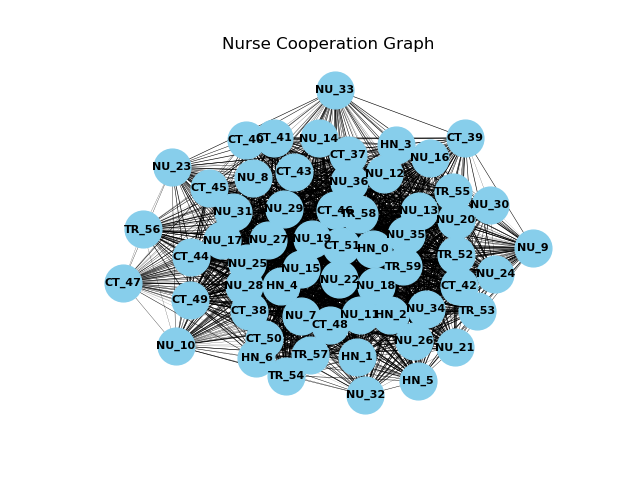 Nurse Cooperation Graph
NU_33
CT_40
CT_41
NU_14
CT_39
NU_3
CT_37
NU_16
NU_23
CT_43
NU_12
NU_8
NU_36
CT_45
TR_55
NU_30
NU_29
NU_31
CT_46
TR_58
NU_13
NU_20
TR_56
NU_17
NU_27
NU_19
NU_35
CT_51
HN_0
NU_9
TR_52
CT_44
NU_25
NU_15
TR_59
NU_24
CT_47
NU_28
HN_4
NU_22
NU_18
CT_42
CT_49
CT_38
NU_7
CT_48
NU_11
HN_2
NU_34
TR_53
CT_50
NU_26
NU_10
HN_6
TR_57
HN_1
NU_21
TR_54
HN_5
NU_32